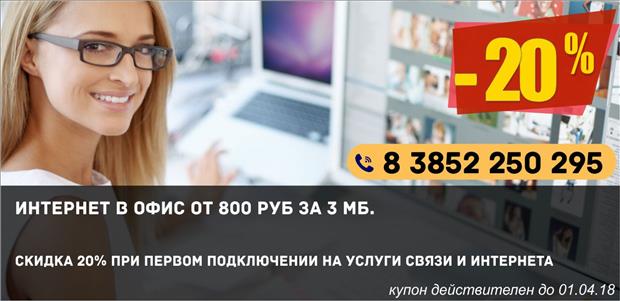 - 20%
8 3852 250 295
ИНТЕРНЕТ В ОФИС ОТ 800 РУБ ЗА 3 МБ.
СКИДКА 20% ПРИ ПЕРВОМ ПОДКЛЮЧЕНИИ НА УСЛУГИ СВЯЗИ И ИНТЕРНЕТА
купон действителен до 01.04.18